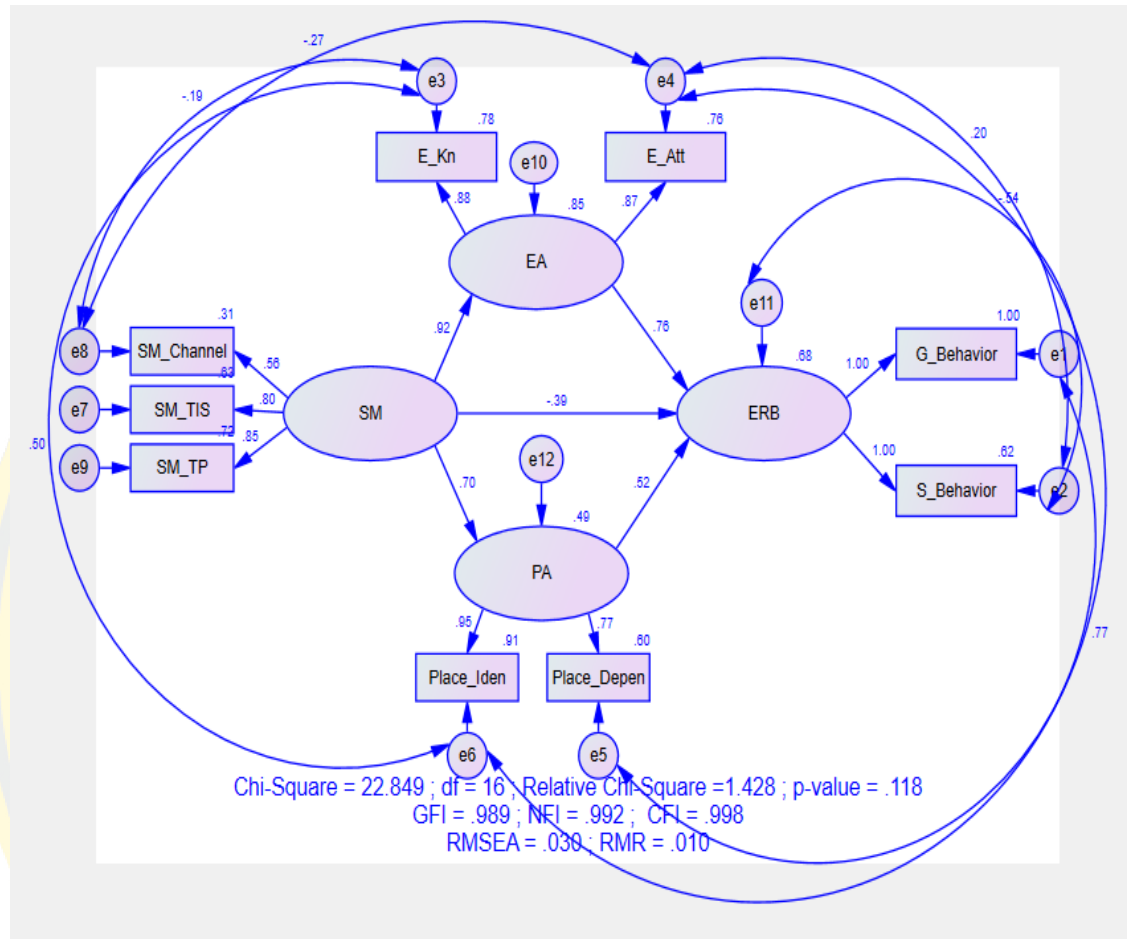 -.27
e3
e4
-.19
.78
.76
.20
E_Kn
e10
E_Att
.88
.85
.87
-.54
EA
e11
.31
.92
.76
1.00
e8
SM_Channel
.56
.68
1.00
G_Behavior
e1
.63
e7
SM_TIS
.80
SM
-.39
ERB
.72
.50
e9
SM_TP
.85
e12
.52
1.00
.62
.70
S_Behavior
e2
.49
PA
.95
.77
.91
.60
.77
Place_Iden
Place_Depen
e6
e5
Chi-Square = 22.849 ; df = 16 ; Relative Chi-Square =1.428 ; p-value = .118
GFI = .989 ; NFI = .992 ; CFI = .998
RMSEA = .030 ; RMR = .010